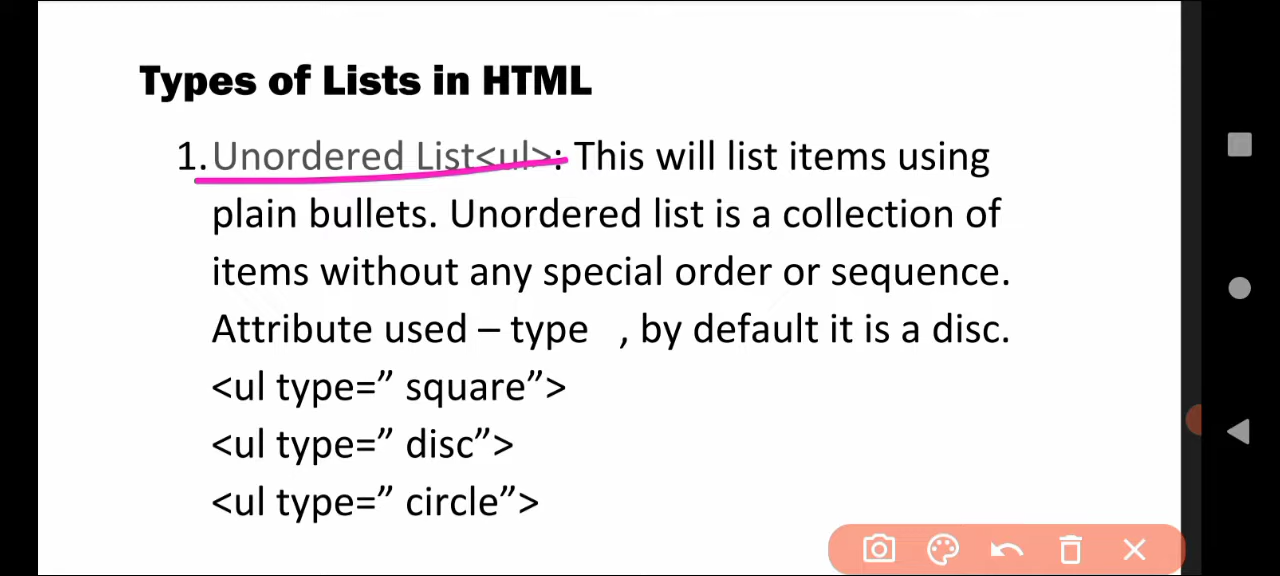 Types of Lists in HTML
1. Unordered List<ul>: This will list items using
plain bullets. Unordered list is a collection of
items without any special order or sequence.
Attribute used – type , by default it is a disc.
<ul type=” square”>
<ul type=” disc”>
<ul type=” circle”>